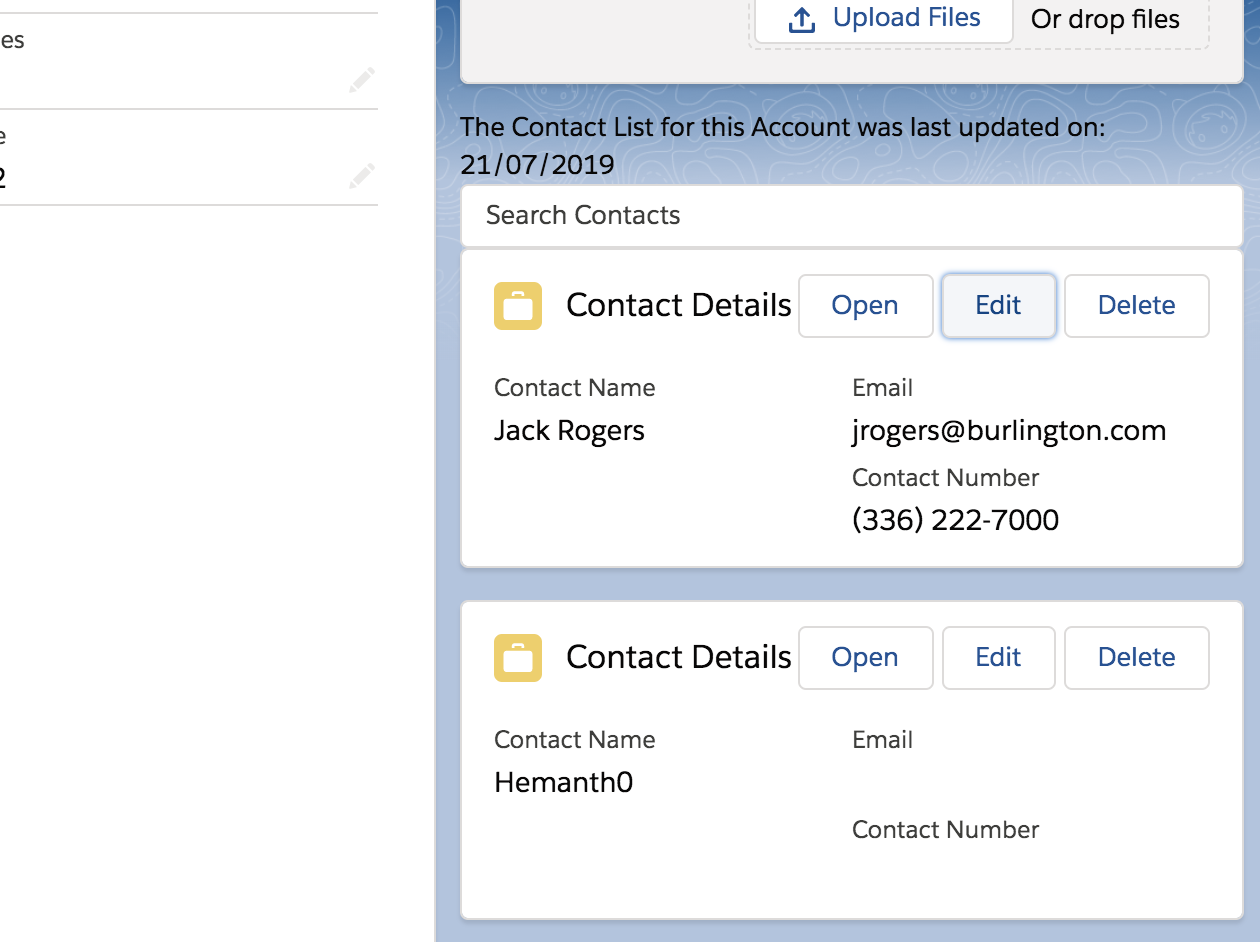 es
e
2
Upload Files Or drop files
The Contact List for this Account was last updated on:
21/07/2019
Search Contacts
Contact Details Open Edit Delete
Contact Name Email
Jack Rogers jrogers@burlington.com
Contact Number
(336) 222-7000
Contact Details Open Edit Delete
Contact Name Email
Hemanth0
Contact Number